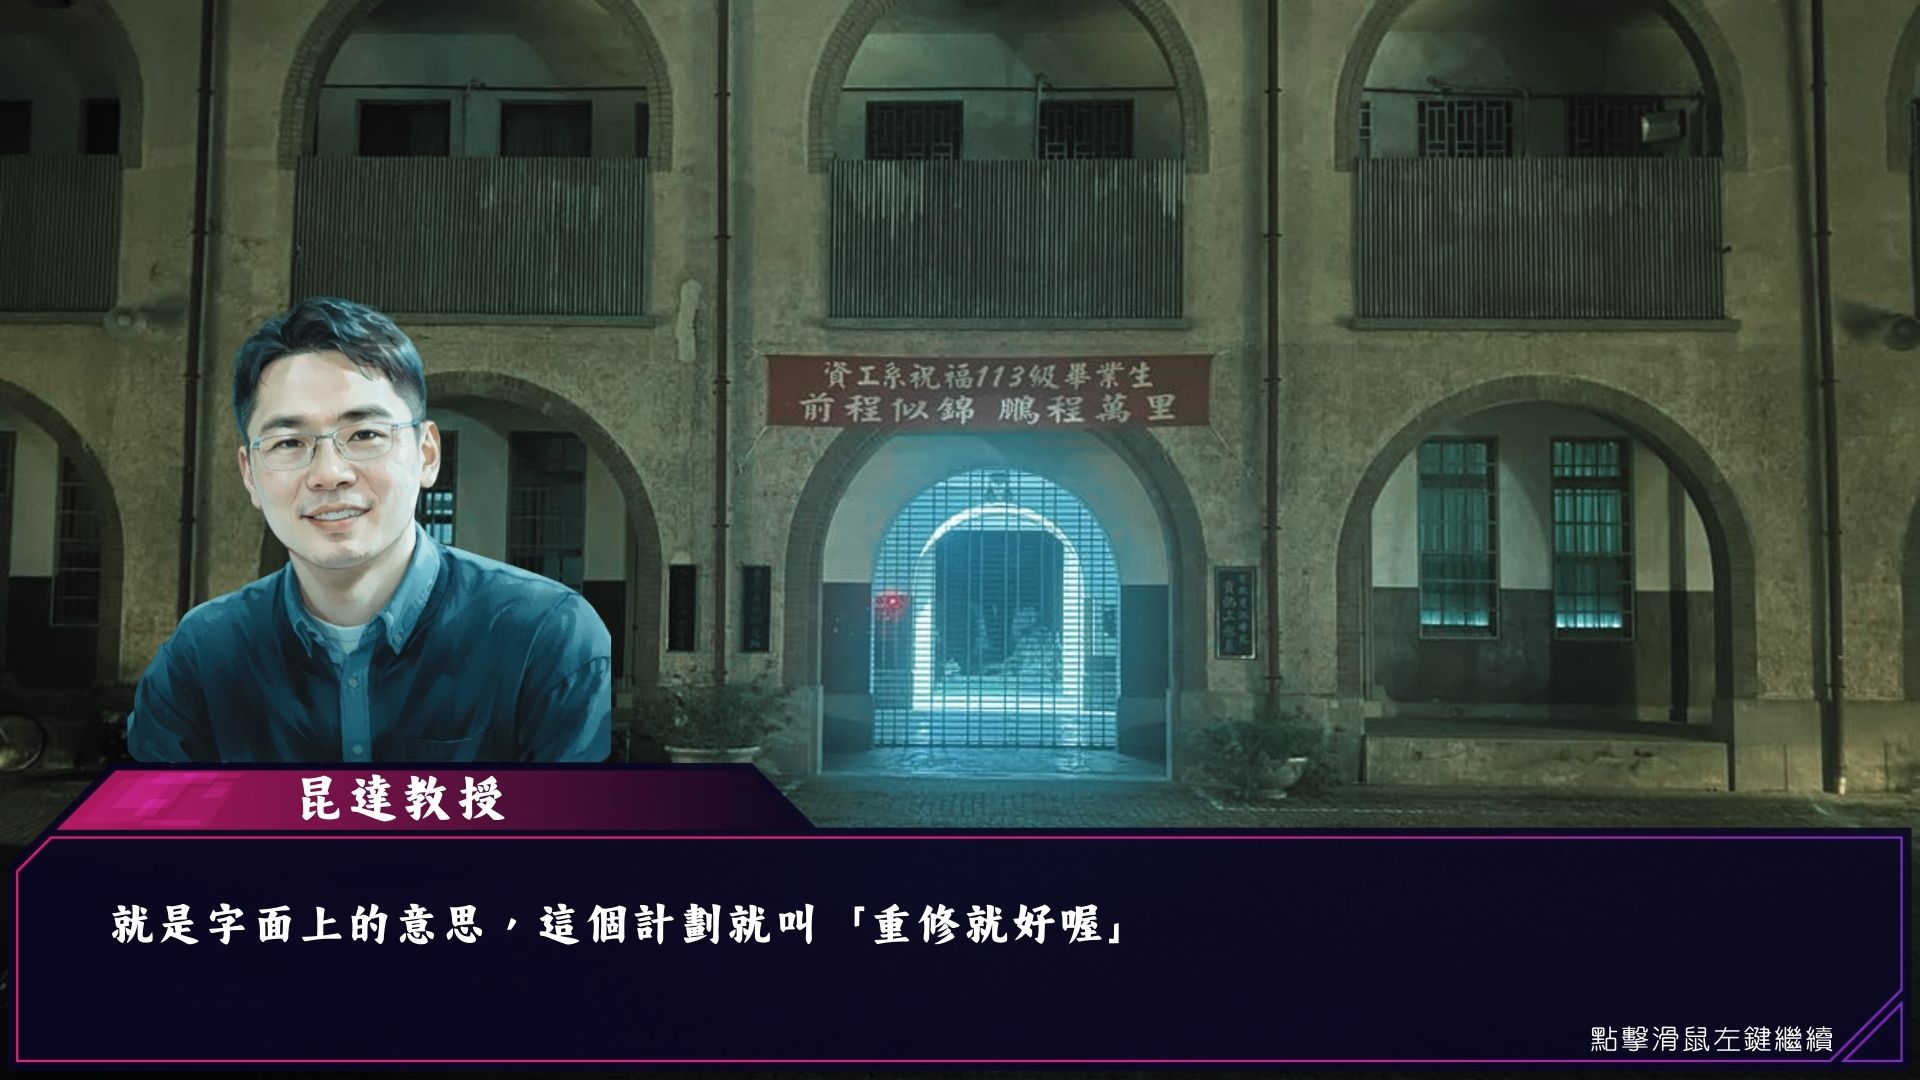 資工系祝福113級畢業生
前程似錦 鵬程萬里
昆達教授
就是字面上的意思，這個計劃就叫「重修就好喔」
點擊滑鼠左鍵繼續